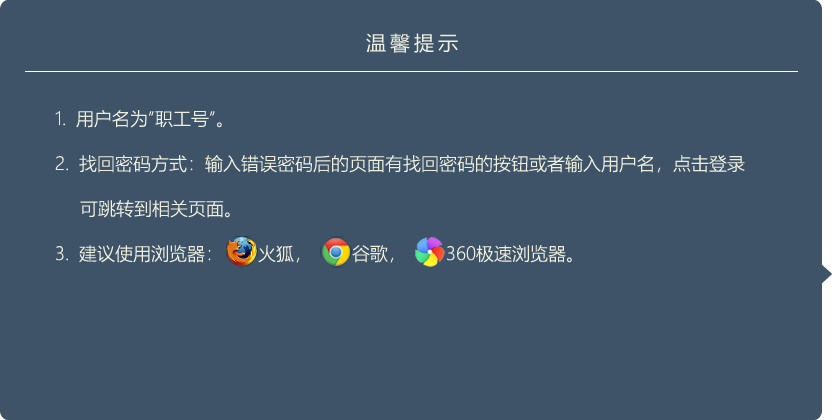 温馨提示
1. 用户名为"职工号"。
2. 找回密码方式：输入错误密码后的页面有找回密码的按钮或者输入用户名，点击登录
可跳转到相关页面。
3. 建议使用浏览器：火狐，谷歌，360极速浏览器。